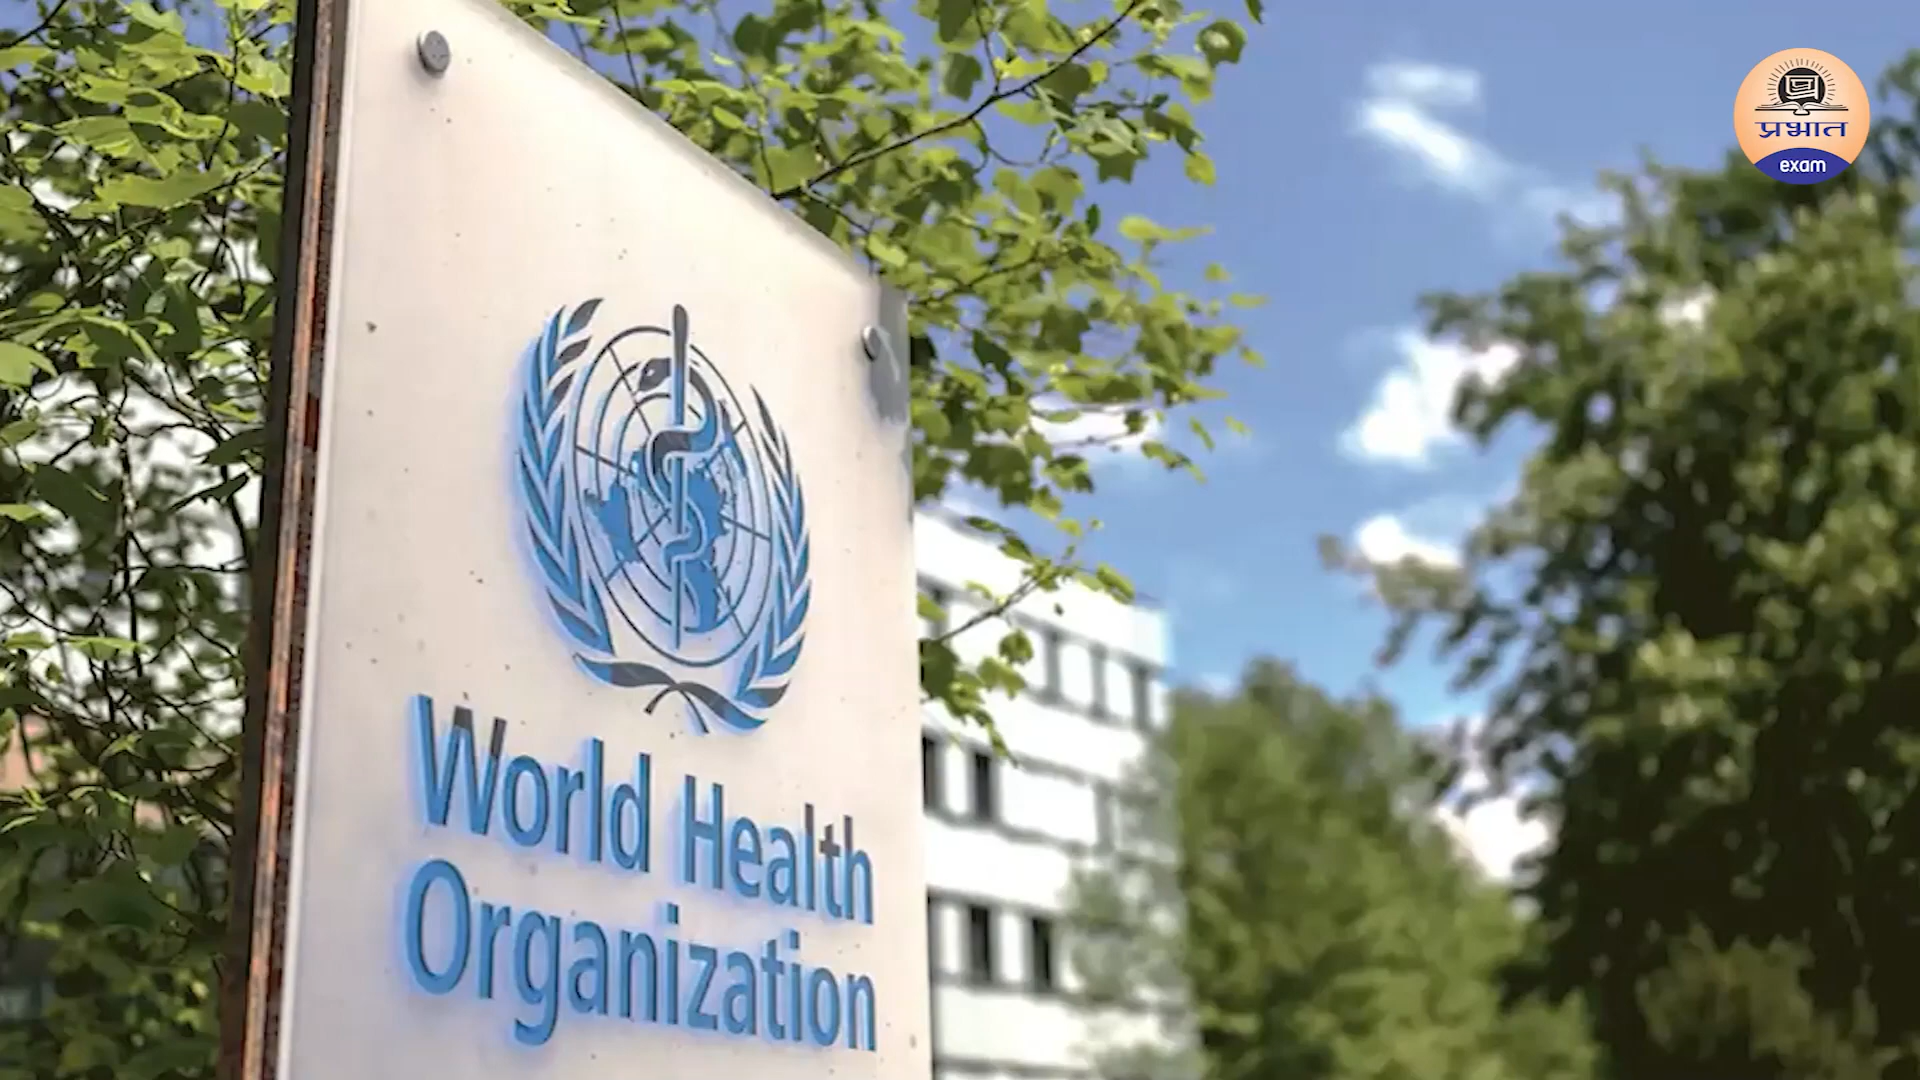 World Health
Organization
प्रभात
exam